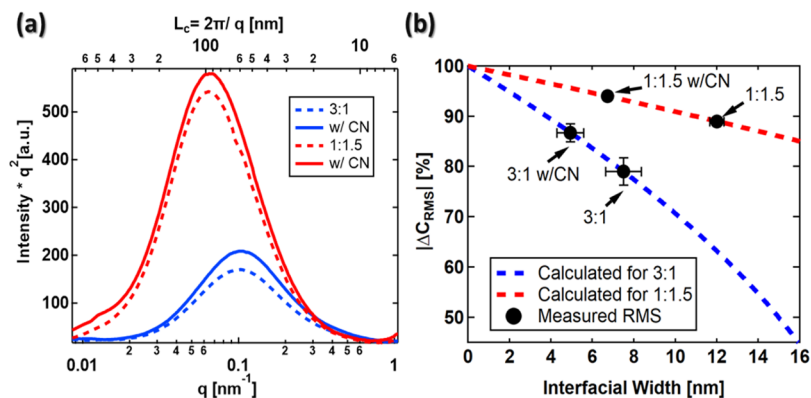 (a)
L_c= 2π/ q [nm]
6 5 4 3 2 100 6 5 4 3 2 10 6
500
400
300
200
100
Intensity * q² [a.u.]
3:1
w/ CN
1:1.5
w/ CN
0.01 2 3 4 5 6 0.1 2 3 4 5 6 1
q [nm⁻¹]
(b)
100
90
80
70
60
50
|ΔC_RMS| [%]
1:1.5 w/CN
1:1.5
3:1 w/CN
3:1
Calculated for 3:1
Calculated for 1:1.5
Measured RMS
0 2 4 6 8 10 12 14 16
Interfacial Width [nm]